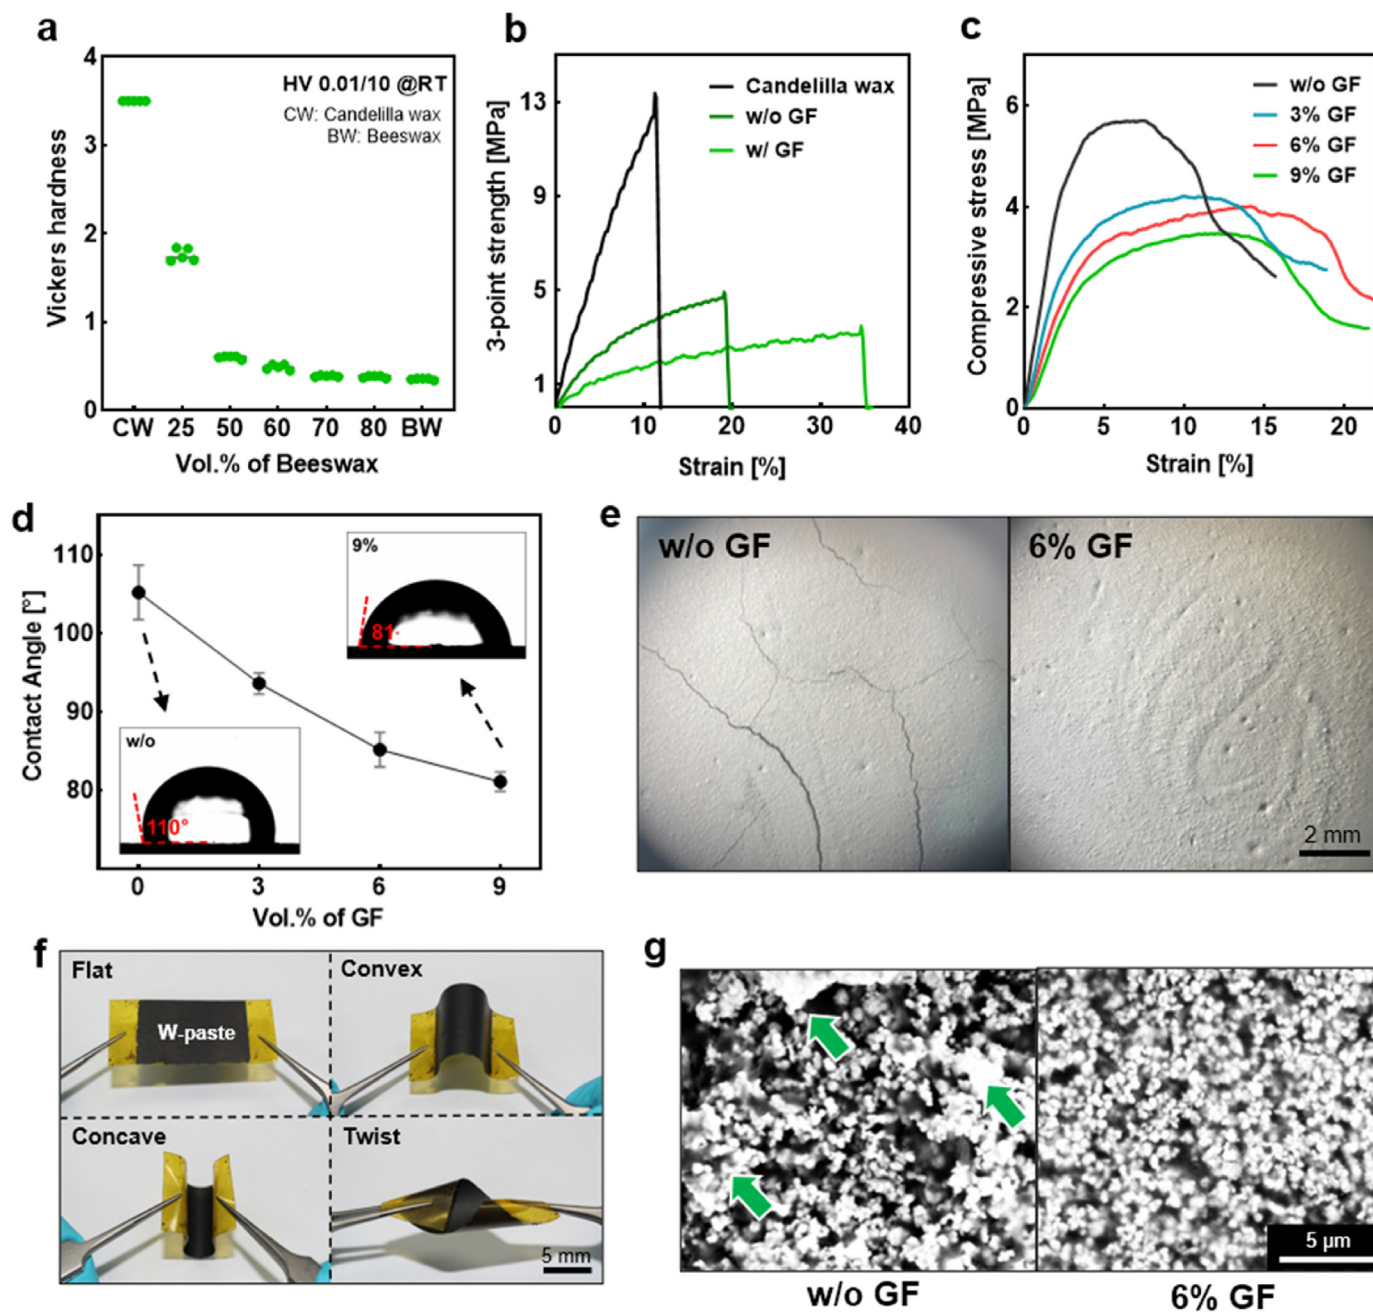 a
4
3
2
1
0
Vickers hardness
HV 0.01/10 @RT
CW: Candelilla wax
BW: Beeswax
CW 25 50 60 70 80 BW
Vol.% of Beeswax
b
3-point strength [MPa]
13
9
5
1
Candelilla wax
w/o GF
w/ GF
0 10 20 30 40
Strain [%]
c
Compressive stress [MPa]
6
4
2
0
w/o GF
3% GF
6% GF
9% GF
0 5 10 15 20
Strain [%]
d
Contact Angle [°]
110
100
90
80
9%
81°
w/o
110°
0 3 6 9
Vol.% of GF
e
w/o GF
6% GF
2 mm
f
Flat
W-paste
Convex
Concave
Twist
5 mm
g
5 µm
w/o GF
6% GF